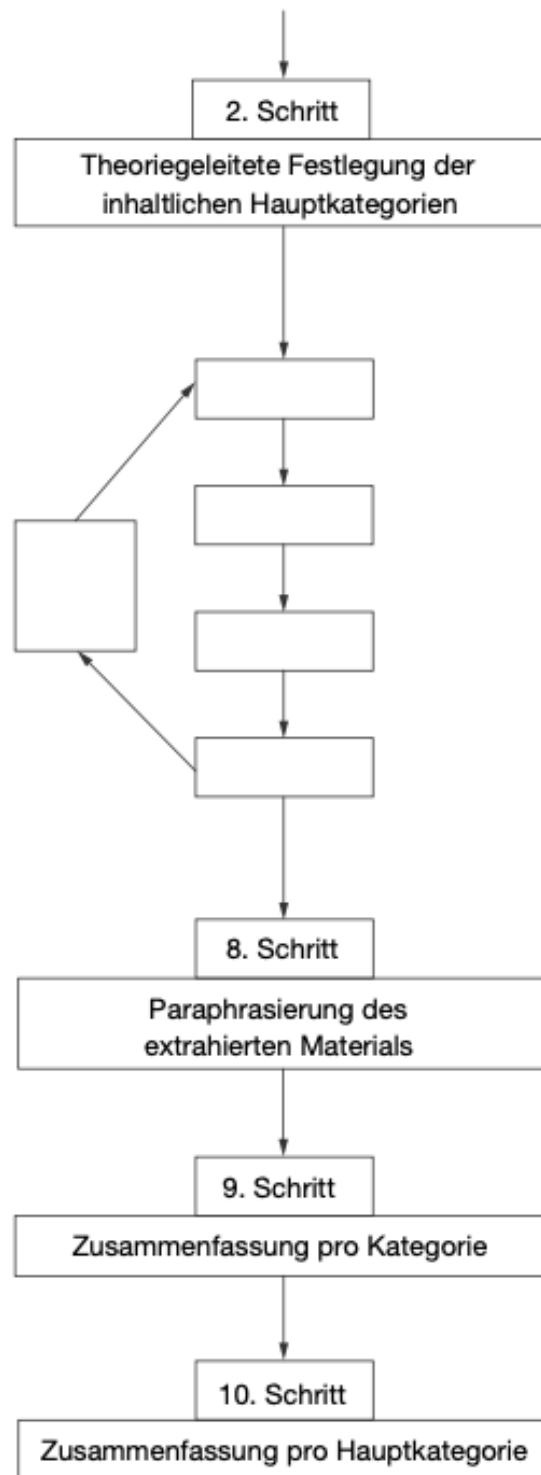 2. Schritt
Theoriegeleitete Festlegung der
inhaltlichen Hauptkategorien
8. Schritt
Paraphrasierung des
extrahierten Materials
9. Schritt
Zusammenfassung pro Kategorie
10. Schritt
Zusammenfassung pro Hauptkategorie